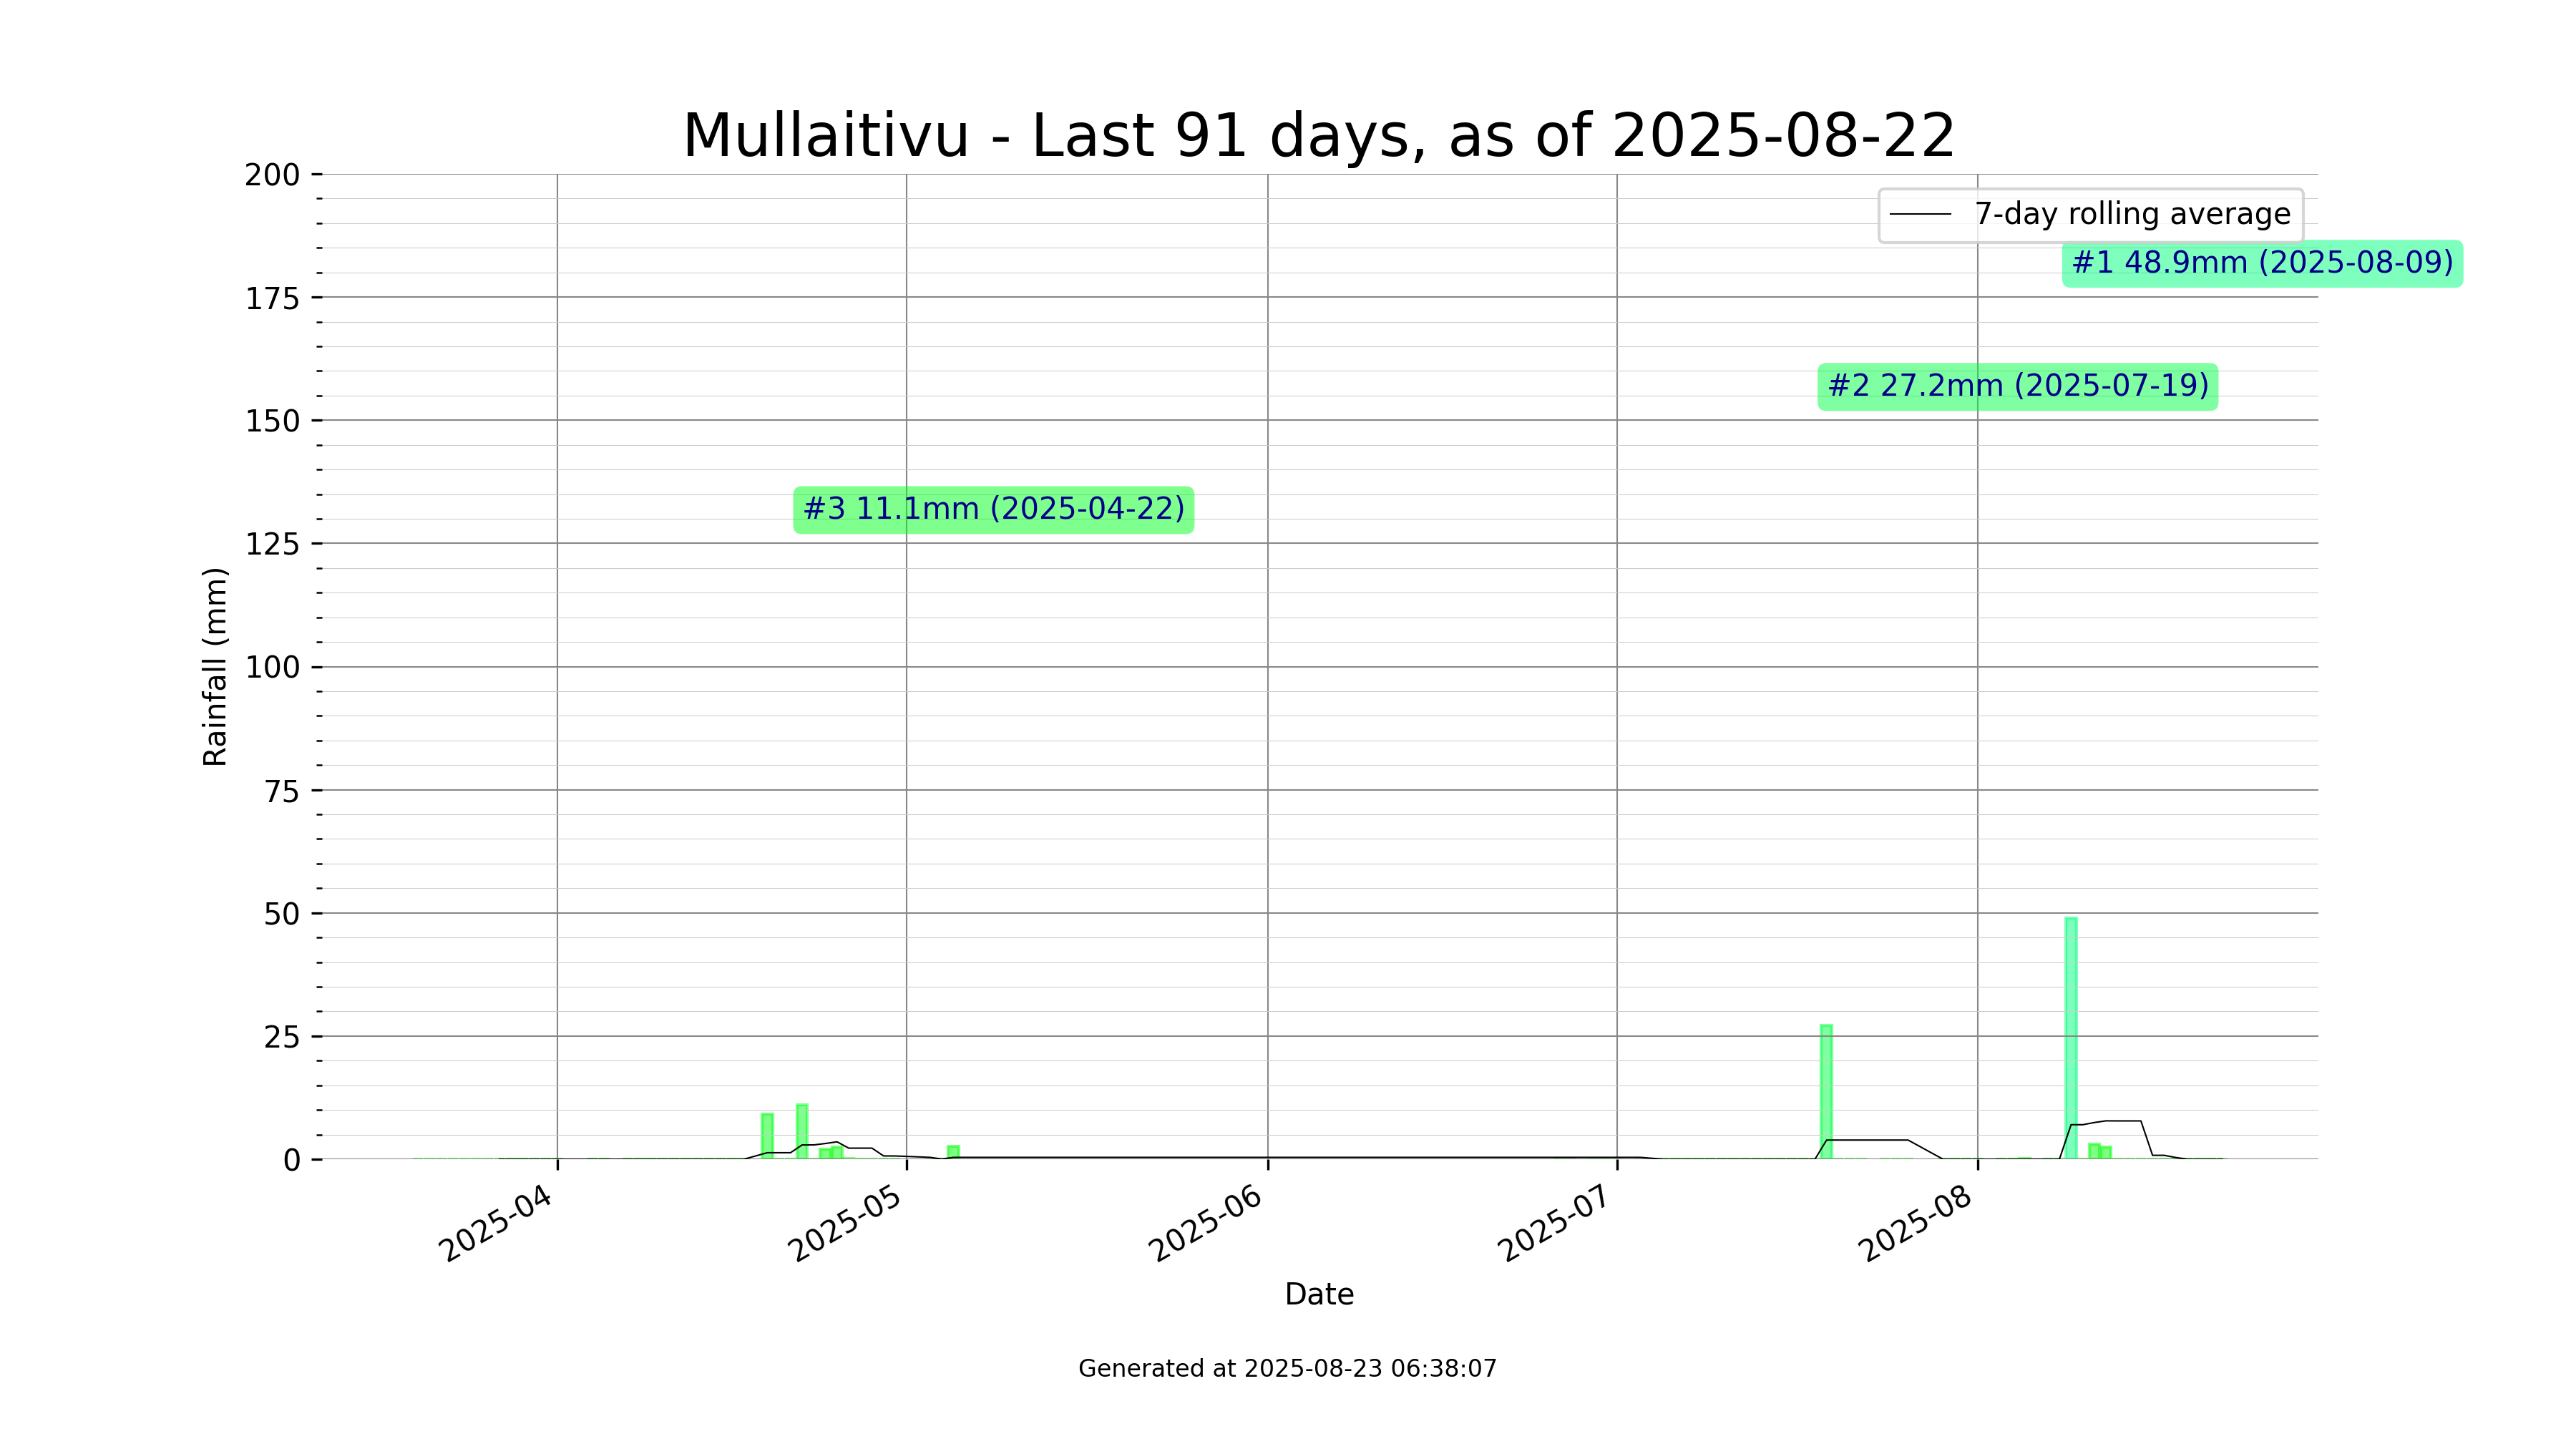 Mullaitivu - Last 91 days, as of 2025-08-22
200
175
150
125
100
75
50
25
0
Rainfall (mm)
7-day rolling average
#1 48.9mm (2025-08-09)
#2 27.2mm (2025-07-19)
#3 11.1mm (2025-04-22)
2025-04
2025-05
2025-06
2025-07
2025-08
Date
Generated at 2025-08-23 06:38:07